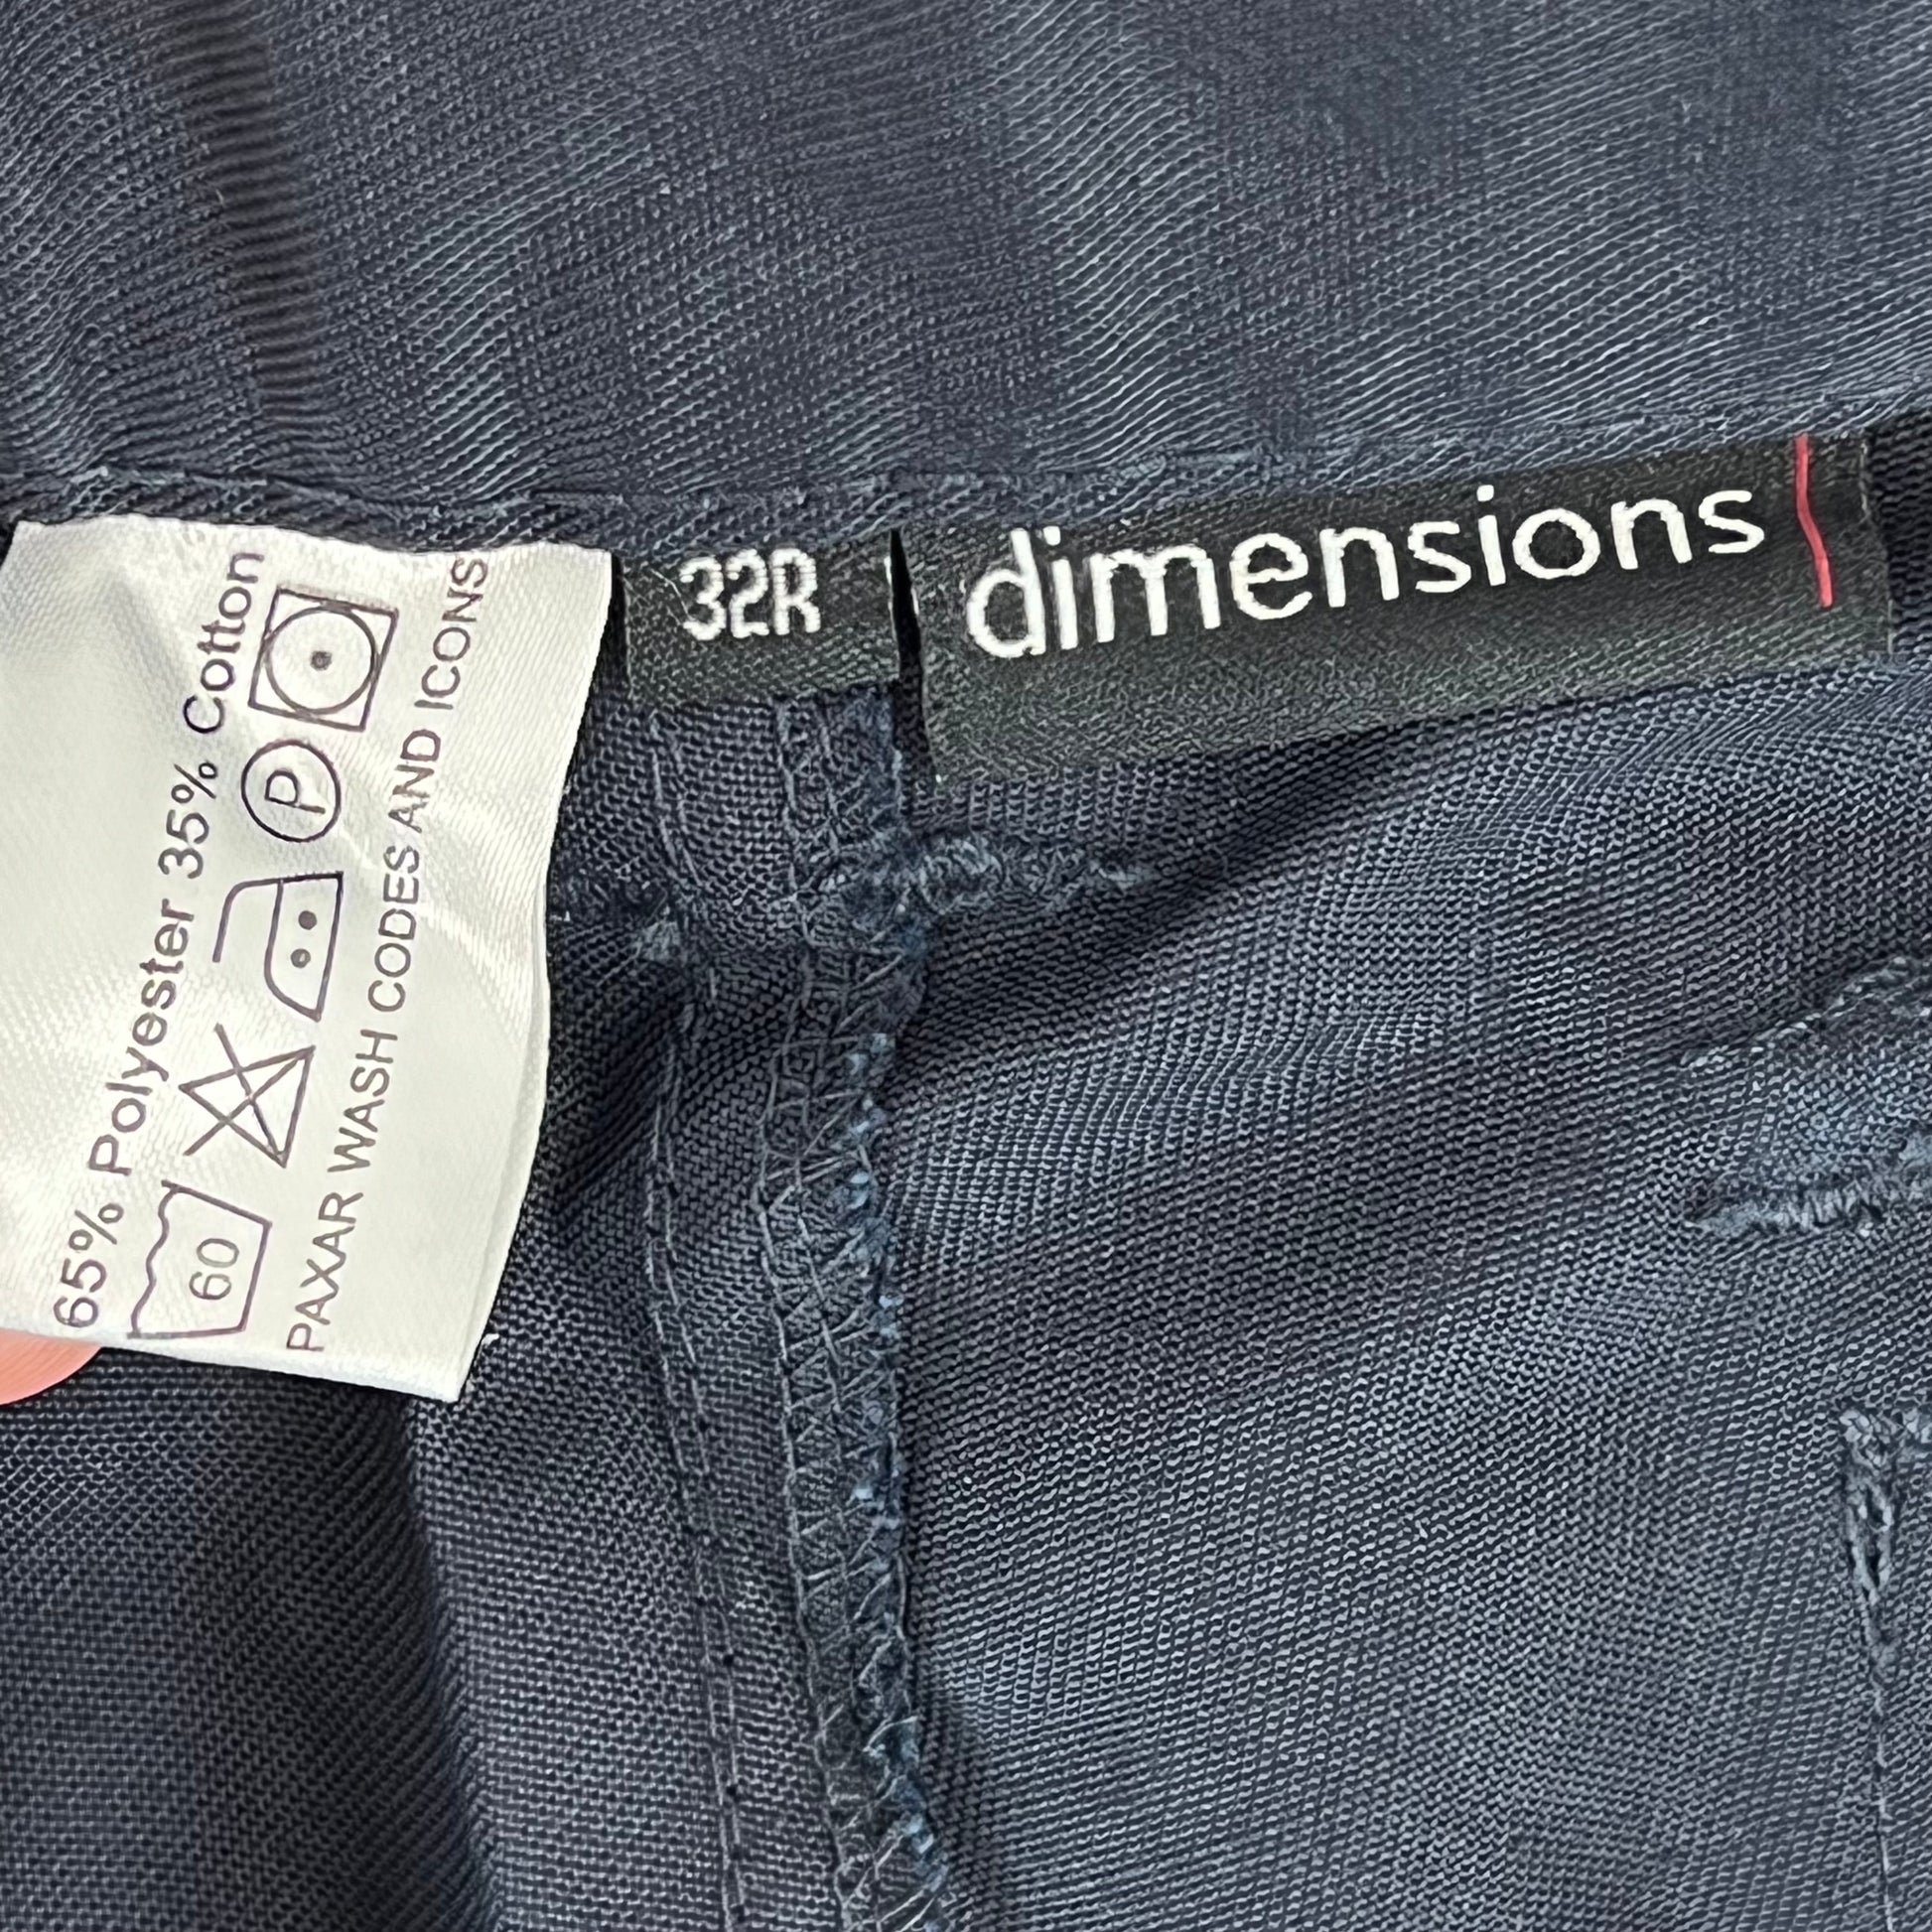 32R
dimensions
65% Polyester 35% Cotton
60
P
PAXAR WASH CODES AND ICONS